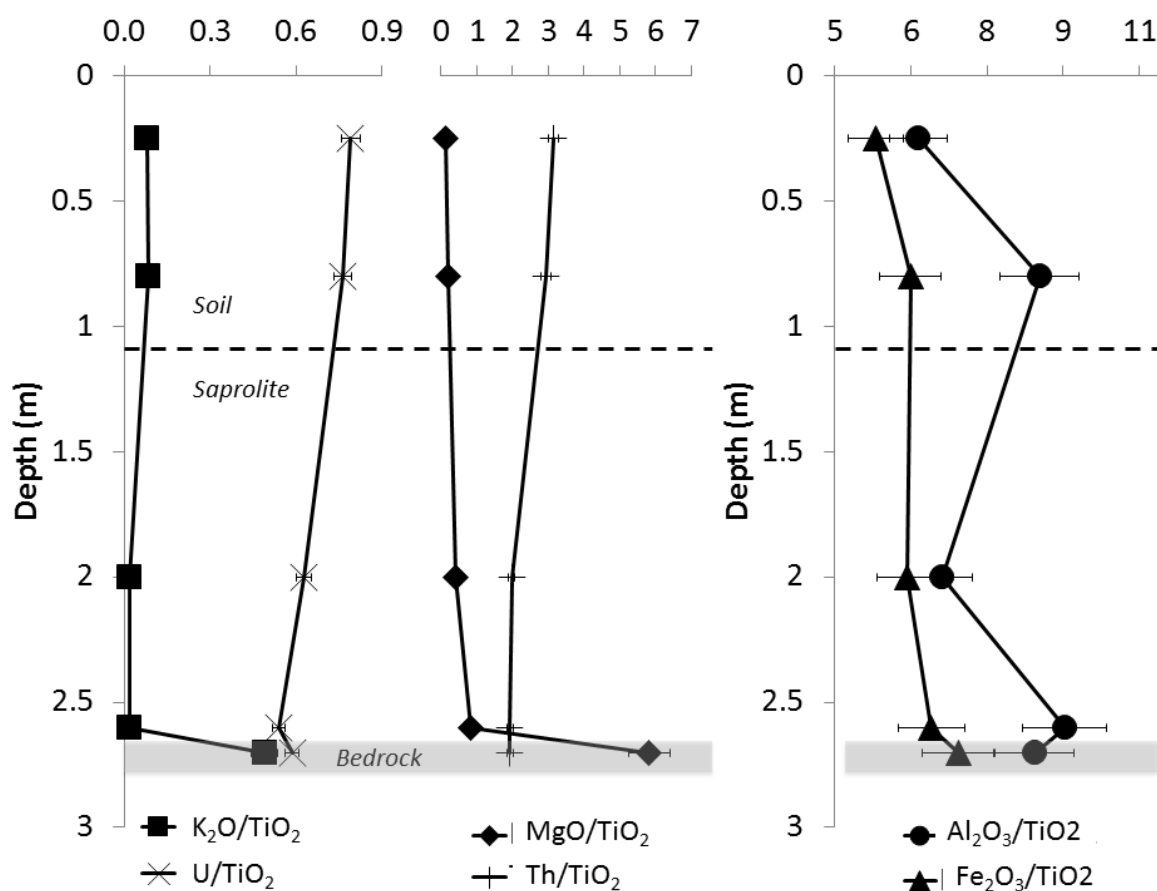 0.0 0.3 0.6 0.9 0 1 2 3 4 5 6 7 5 6 8 9 11
0 0
0.5 0.5
Soil
1 1
Saprolite
Depth (m) Depth (m)
1.5 1.5
2 2
2.5 2.5
Bedrock
3 3
K₂O/TiO₂ MgO/TiO₂ Al₂O₃/TiO2
U/TiO₂ Th/TiO₂ Fe₂O₃/TiO2